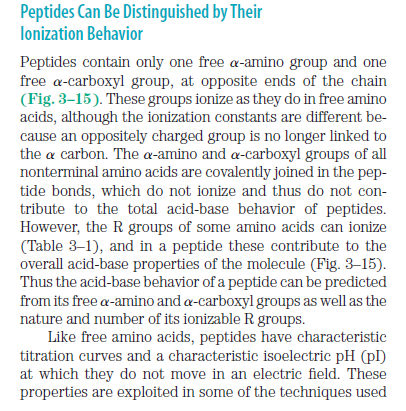 Peptides Can Be Distinguished by Their
Ionization Behavior
Peptides contain only one free α-amino group and one
free α-carboxyl group, at opposite ends of the chain
(Fig. 3–15). These groups ionize as they do in free amino
acids, although the ionization constants are different be-
cause an oppositely charged group is no longer linked to
the α carbon. The α-amino and α-carboxyl groups of all
nonterminal amino acids are covalently joined in the pep-
tide bonds, which do not ionize and thus do not con-
tribute to the total acid-base behavior of peptides.
However, the R groups of some amino acids can ionize
(Table 3–1), and in a peptide these contribute to the
overall acid-base properties of the molecule (Fig. 3–15).
Thus the acid-base behavior of a peptide can be predicted
from its free α-amino and α-carboxyl groups as well as the
nature and number of its ionizable R groups.
Like free amino acids, peptides have characteristic
titration curves and a characteristic isoelectric pH (pI)
at which they do not move in an electric field. These
properties are exploited in some of the techniques used